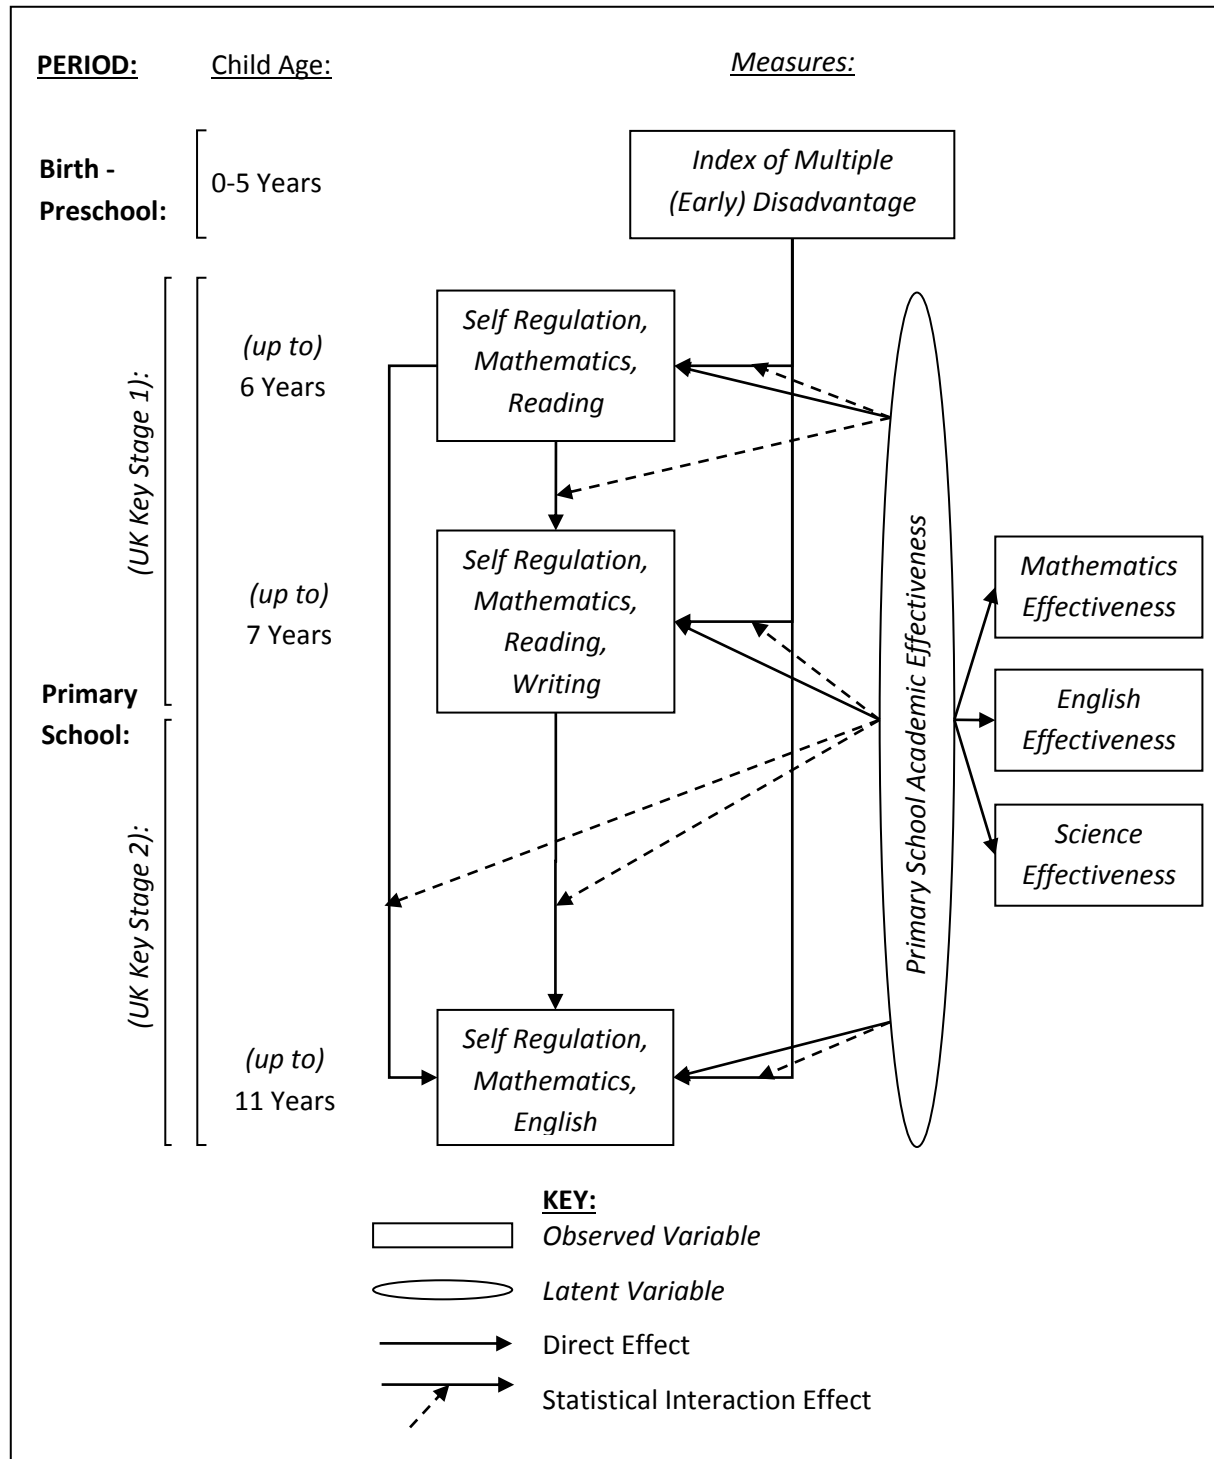 PERIOD:
Child Age:
Measures:
Birth -
Preschool:
0-5 Years
Index of Multiple
(Early) Disadvantage
(UK Key Stage 1):
(up to)
6 Years
Self Regulation,
Mathematics,
Reading
(up to)
7 Years
Self Regulation,
Mathematics,
Reading,
Writing
Primary School Academic Effectiveness
Mathematics
Effectiveness
English
Effectiveness
Science
Effectiveness
Primary
School:
(UK Key Stage 2):
(up to)
11 Years
Self Regulation,
Mathematics,
English
KEY:
Observed Variable
Latent Variable
Direct Effect
Statistical Interaction Effect